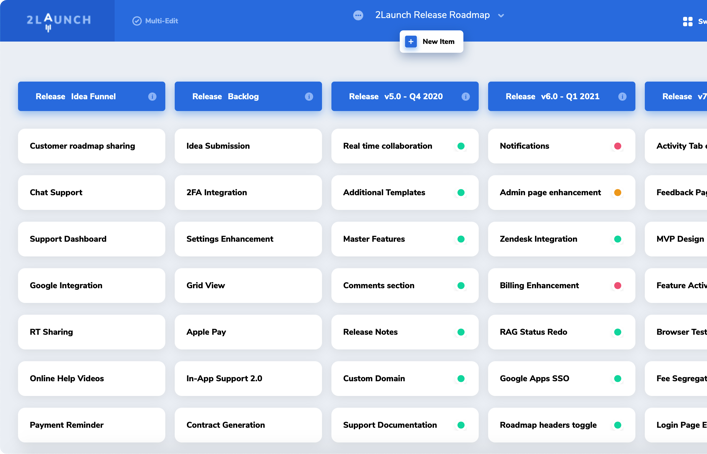 2LAUNCH
Multi-Edit
2Launch Release Roadmap
Sw
New Item
Release Idea Funnel
Release Backlog
Release v5.0 - Q4 2020
Release v6.0 - Q1 2021
Release v7
Customer roadmap sharing
Idea Submission
Real time collaboration
Notifications
Activity Tab
Chat Support
2FA Integration
Additional Templates
Admin page enhancement
Feedback Pag
Support Dashboard
Settings Enhancement
Master Features
Zendesk Integration
MVP Design
Google Integration
Grid View
Comments section
Billing Enhancement
Feature Activ
RT Sharing
Apple Pay
Release Notes
RAG Status Redo
Browser Test
Online Help Videos
In-App Support 2.0
Custom Domain
Google Apps SSO
Fee Segregat
Payment Reminder
Contract Generation
Support Documentation
Roadmap headers toggle
Login Page E